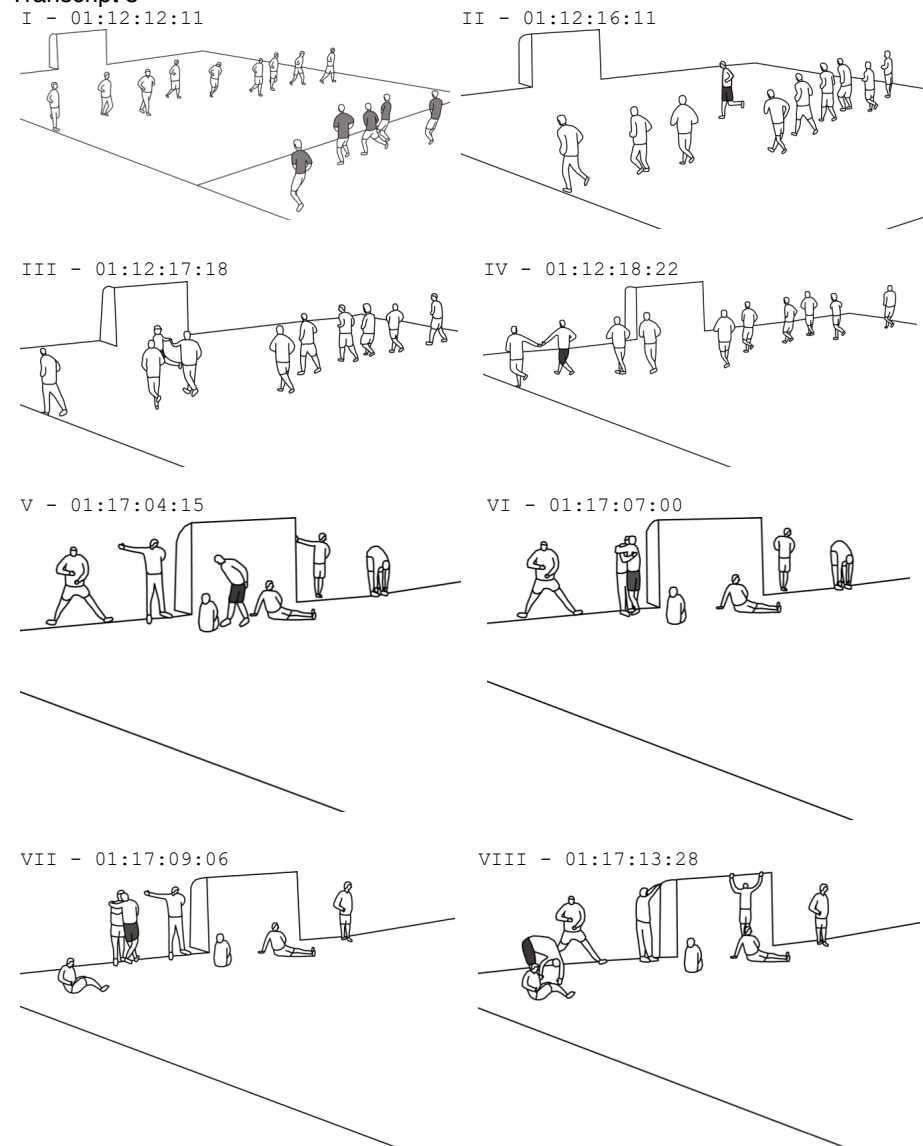 I - 01:12:12:11
II - 01:12:16:11
III - 01:12:17:18
IV - 01:12:18:22
V - 01:17:04:15
VI - 01:17:07:00
VII - 01:17:09:06
VIII - 01:17:13:28